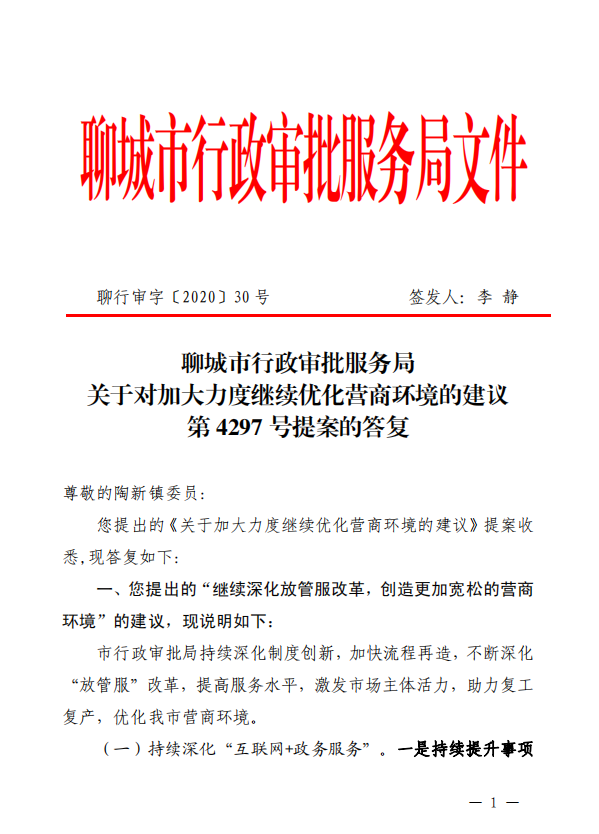 聊城市行政审批服务局文件
聊行审字〔2020〕30号 签发人：李 静
聊城市行政审批服务局
关于对加大力度继续优化营商环境的建议
第 4297 号提案的答复
尊敬的陶新镇委员：
您提出的《关于加大力度继续优化营商环境的建议》提案收
悉,现答复如下：
一、您提出的“继续深化放管服改革，创造更加宽松的营商
环境”的建议，现说明如下：
市行政审批局持续深化制度创新，加快流程再造，不断深化
“放管服”改革，提高服务水平，激发市场主体活力，助力复工
复产，优化我市营商环境。
（一）持续深化“互联网+政务服务”。一是持续提升事项
— 1 —